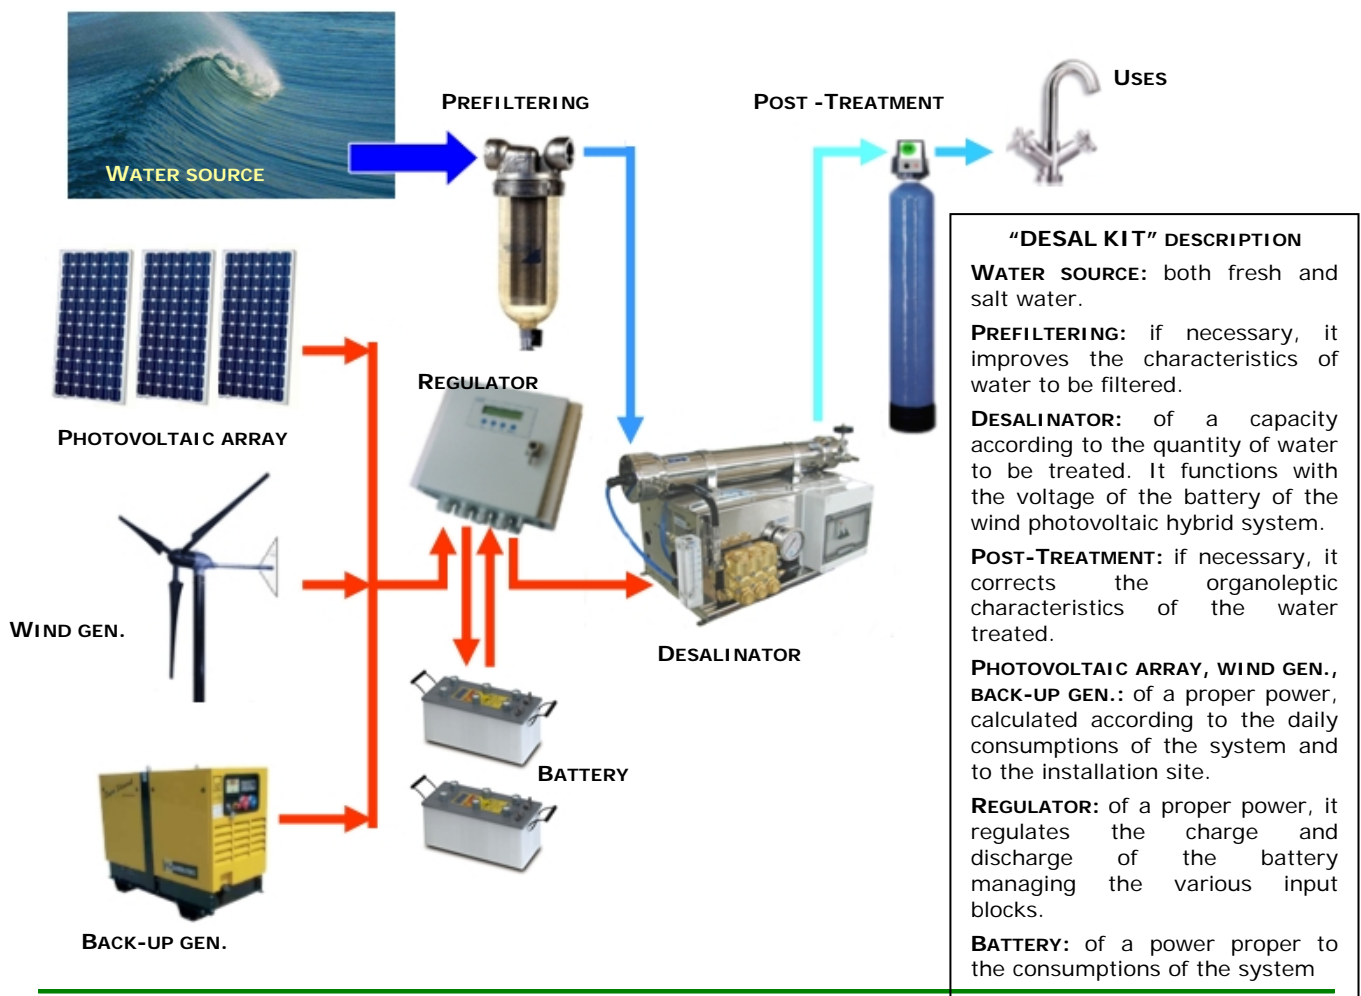 WATER SOURCE
PREFILTERING
POST -TREATMENT
USES
PHOTOVOLTAIC ARRAY
REGULATOR
WIND GEN.
DESALINATOR
BATTERY
BACK-UP GEN.
“DESAL KIT” DESCRIPTION
WATER SOURCE: both fresh and
salt water.
PREFILTERING: if necessary, it
improves the characteristics of
water to be filtered.
DESALINATOR: of a capacity
according to the quantity of water
to be treated. It functions with
the voltage of the battery of the
wind photovoltaic hybrid system.
POST-TREATMENT: if necessary, it
corrects the organoleptic
characteristics of the water
treated.
PHOTOVOLTAIC ARRAY, WIND GEN.,
BACK-UP GEN.: of a proper power,
calculated according to the daily
consumptions of the system and
to the installation site.
REGULATOR: of a proper power, it
regulates the charge and
discharge of the battery
managing the various input
blocks.
BATTERY: of a power proper to
the consumptions of the system